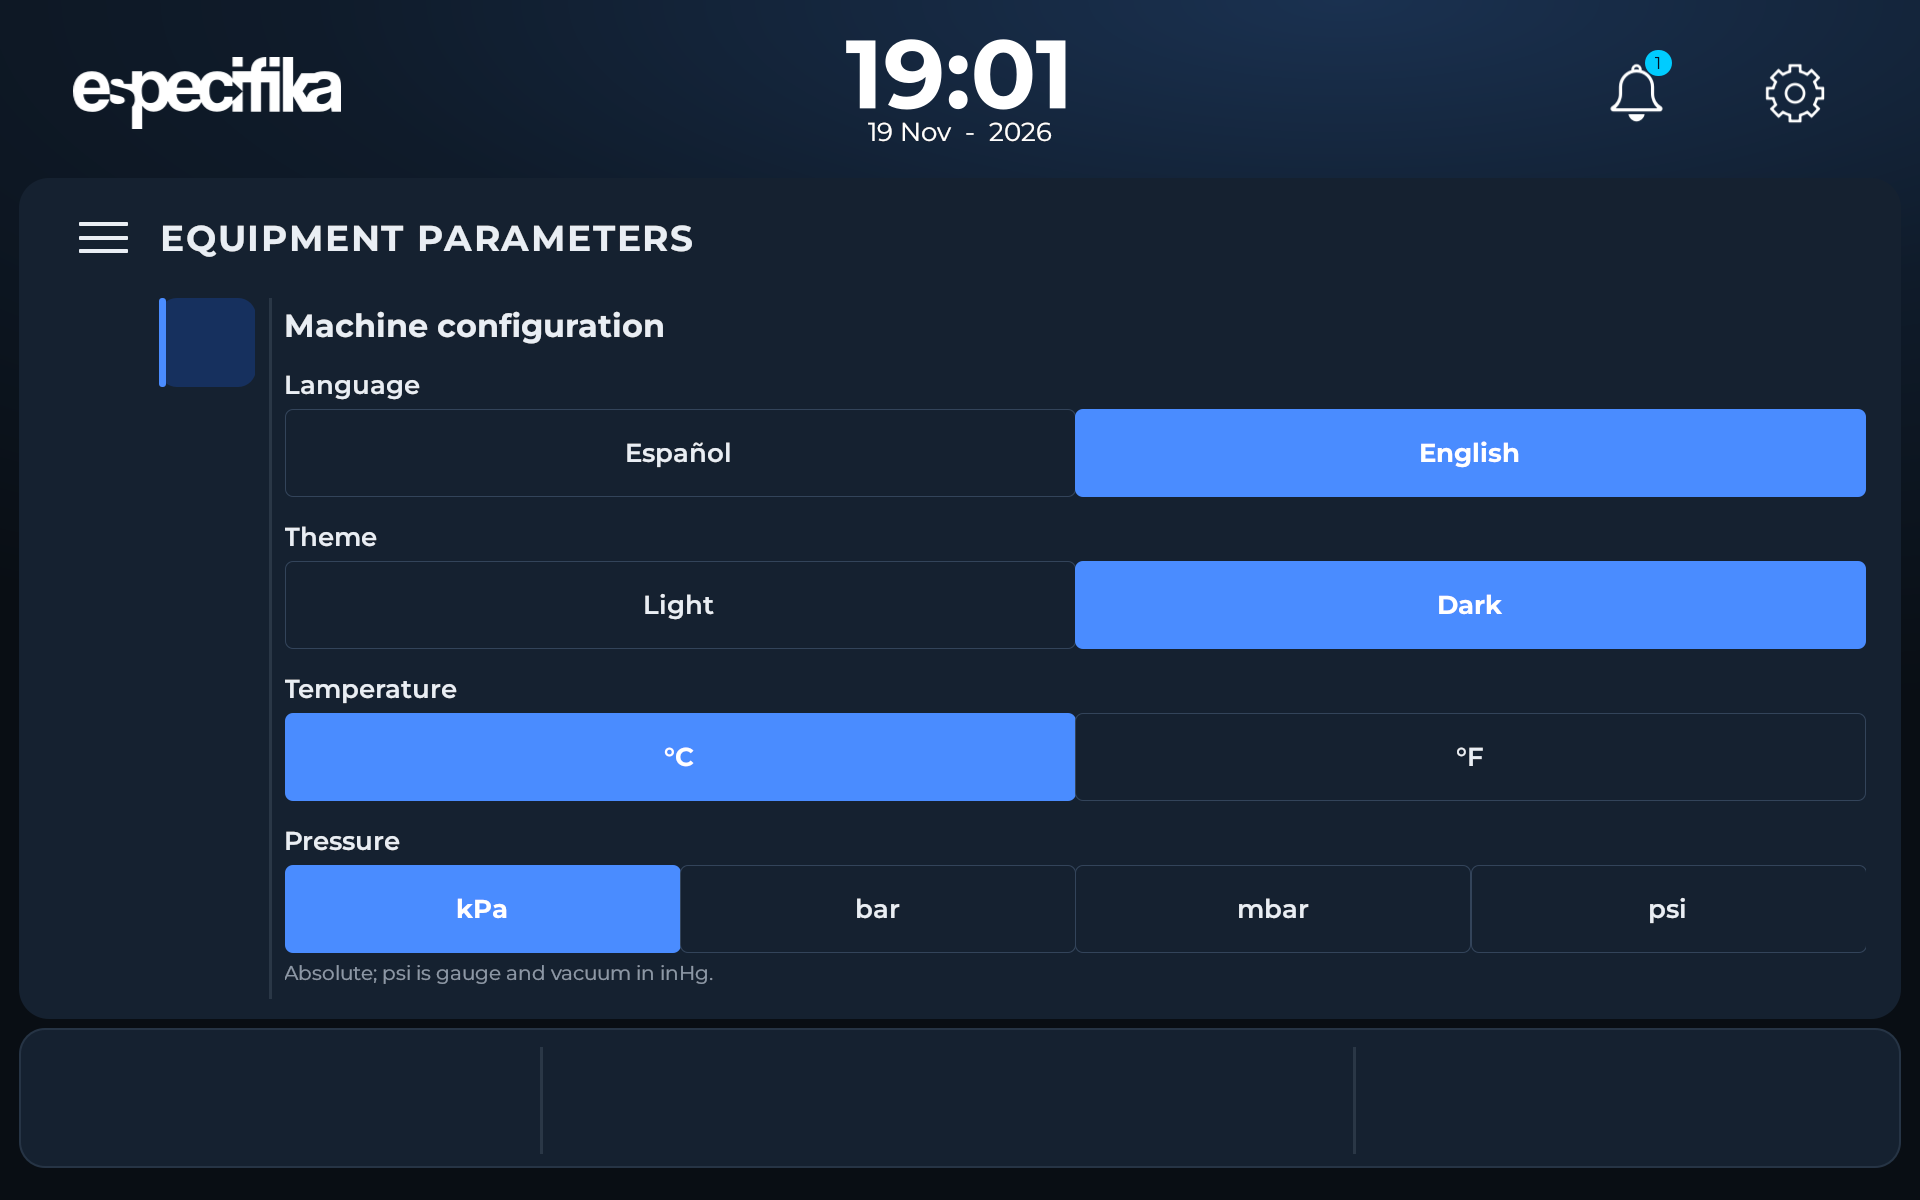 especifika
19:01
19 Nov - 2026
1
EQUIPMENT PARAMETERS
Machine configuration
Language
Español
English
Theme
Light
Dark
Temperature
°C
°F
Pressure
kPa
bar
mbar
psi
Absolute; psi is gauge and vacuum in inHg.